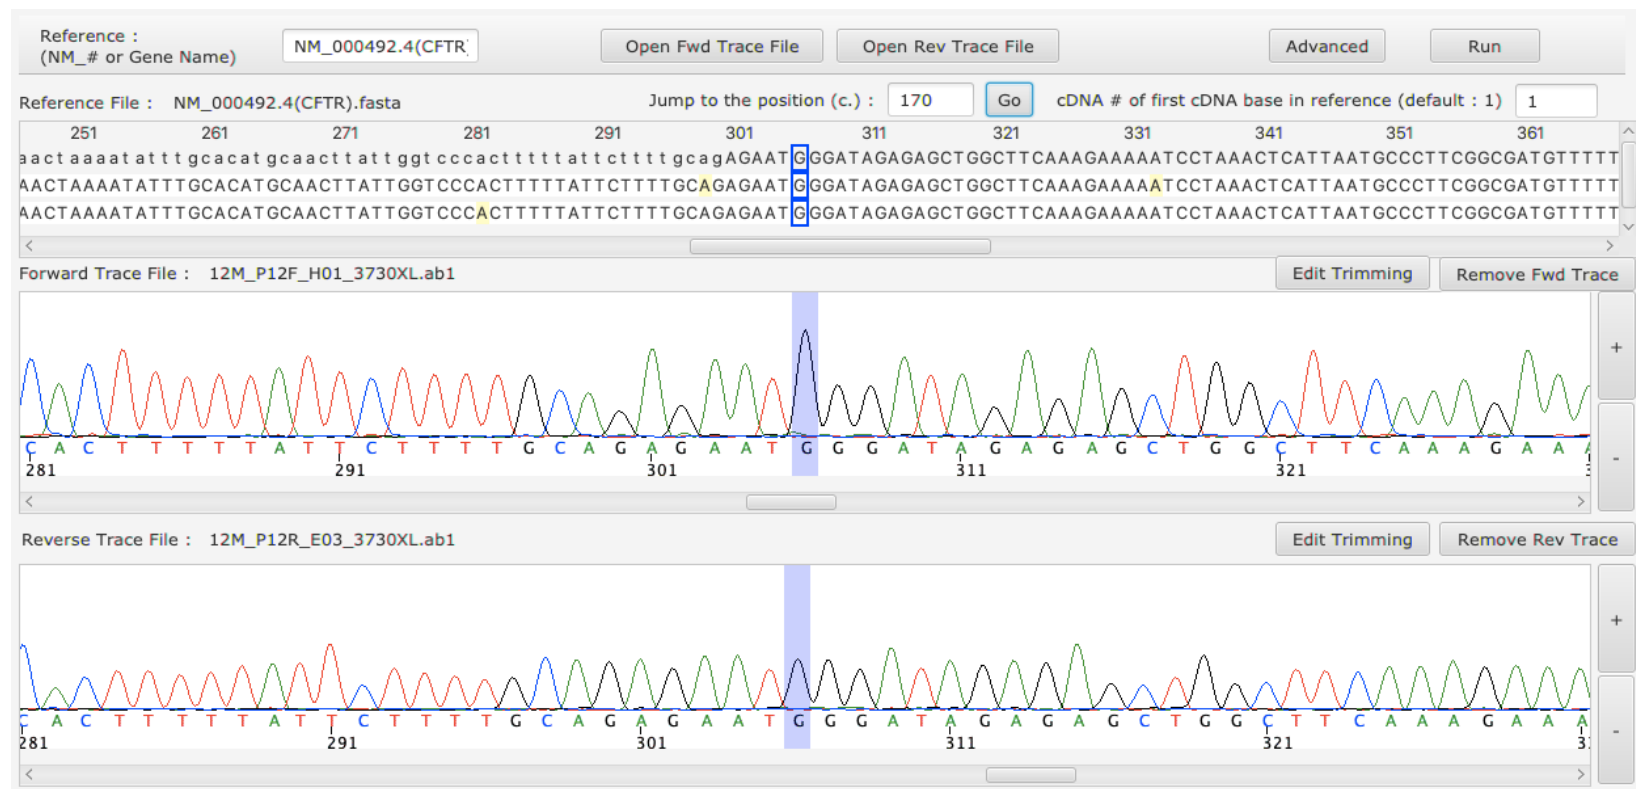 Reference :
(NM_# or Gene Name)
NM_000492.4(CFTR)
Open Fwd Trace File
Open Rev Trace File
Advanced
Run
Reference File : NM_000492.4(CFTR).fasta
Jump to the position (c.) : 170 Go
cDNA # of first cDNA base in reference (default : 1) 1
251 261 271 281 291 301 311 321 331 341 351 361
aactaaaatatttgcacatgcaacttattggtcccactttttattcttttgcagAGAATGGGATAGAGAGCTGGCTTCAAAGAAAAATCCTAAACTCATTAATGCCCTTCGGCGATGTTTTT
AACTAAAATATTTGCACATGCAACTTATTGGTCCCACTTTTTATTCTTTTGCAGAGAATGGGATAGAGAGCTGGCTTCAAAGAAAAATCCTAAACTCATTAATGCCCTTCGGCGATGTTTTT
AACTAAAATATTTGCACATGCAACTTATTGGTCCCACTTTTTATTCTTTTGCAGAGAATGGGATAGAGAGCTGGCTTCAAAGAAAAATCCTAAACTCATTAATGCCCTTCGGCGATGTTTTT
Forward Trace File : 12M_P12F_H01_3730XL.ab1
Edit Trimming
Remove Fwd Trace
+
C A C T T T T T A T T C T T T T G C A G A G A A T G G G A T A G A G A G C T G G C T T C A A A G A A A
281 291 301 311 321
-
Reverse Trace File : 12M_P12R_E03_3730XL.ab1
Edit Trimming
Remove Rev Trace
+
C A C T T T T T A T T C T T T T G C A G A G A A T G G G A T A G A G A G C T G G C T T C A A A G A A A
281 291 301 311 321
-